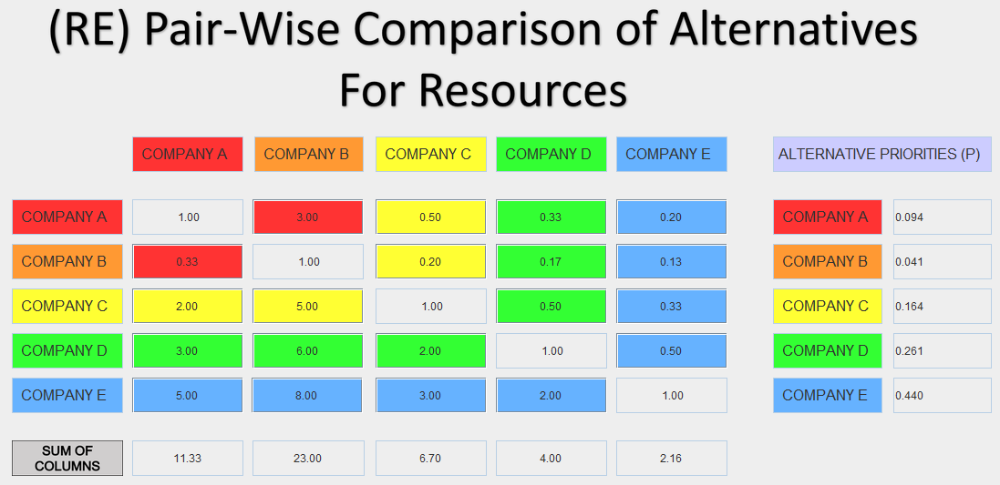 (RE) Pair-Wise Comparison of Alternatives
For Resources
COMPANY A COMPANY B COMPANY C COMPANY D COMPANY E ALTERNATIVE PRIORITIES (P)
COMPANY A 1.00 3.00 0.50 0.33 0.20 COMPANY A 0.094
COMPANY B 0.33 1.00 0.20 0.17 0.13 COMPANY B 0.041
COMPANY C 2.00 5.00 1.00 0.50 0.33 COMPANY C 0.164
COMPANY D 3.00 6.00 2.00 1.00 0.50 COMPANY D 0.261
COMPANY E 5.00 8.00 3.00 2.00 1.00 COMPANY E 0.440
SUM OF
COLUMNS 11.33 23.00 6.70 4.00 2.16